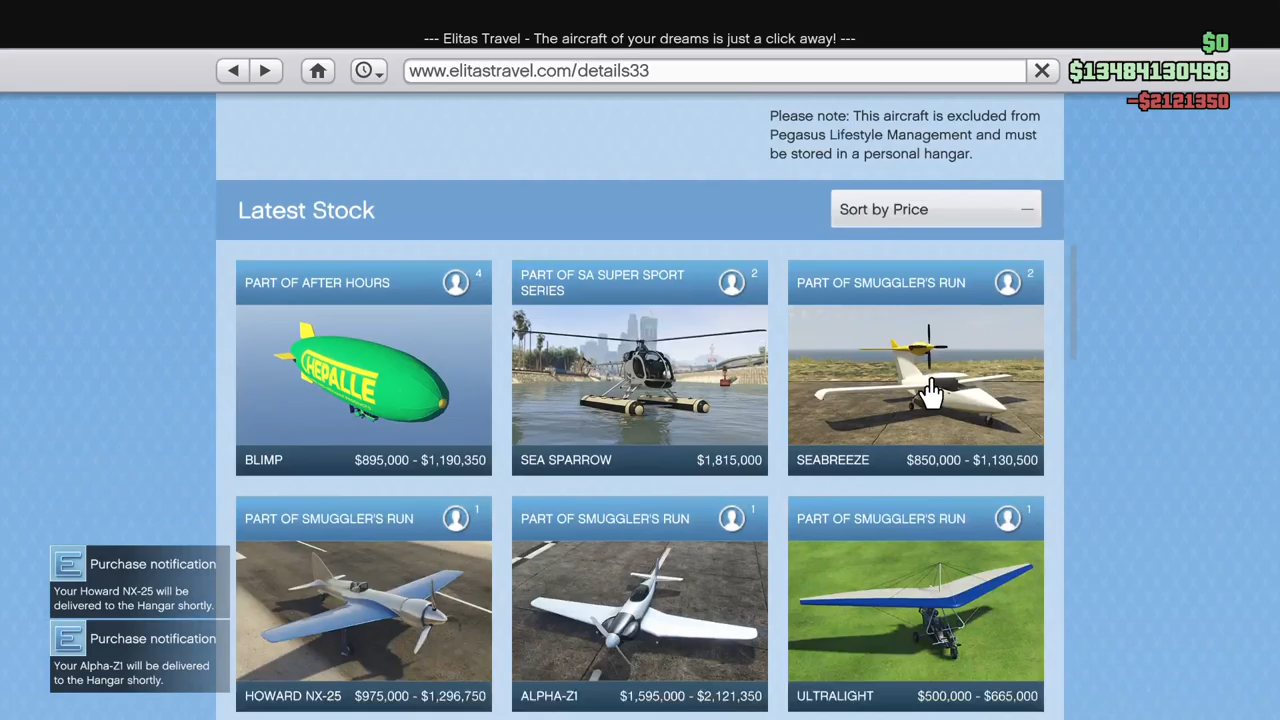 --- Elitas Travel - The aircraft of your dreams is just a click away! ---
$0
www.elitastravel.com/details33
$13484130498
-$2121350
Please note: This aircraft is excluded from
Pegasus Lifestyle Management and must
be stored in a personal hangar.
Latest Stock
Sort by Price
PART OF AFTER HOURS
4
PART OF SA SUPER SPORT
SERIES
2
PART OF SMUGGLER'S RUN
2
CHEPALLE
BLIMP
$895,000 - $1,190,350
SEA SPARROW
$1,815,000
SEABREEZE
$850,000 - $1,130,500
PART OF SMUGGLER'S RUN
1
PART OF SMUGGLER'S RUN
1
PART OF SMUGGLER'S RUN
1
HOWARD NX-25
$975,000 - $1,296,750
ALPHA-Z1
$1,595,000 - $2,121,350
ULTRALIGHT
$500,000 - $665,000
E
Purchase notification
Your Howard NX-25 will be
delivered to the Hangar shortly.
E
Purchase notification
Your Alpha-Z1 will be delivered
to the Hangar shortly.